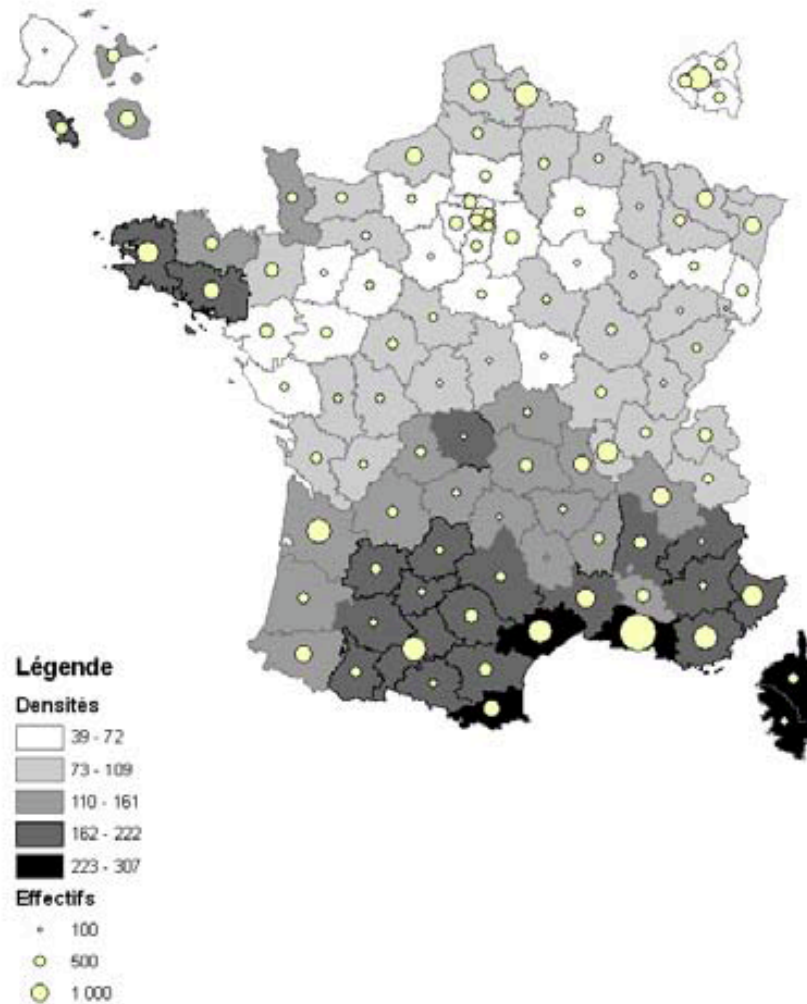 Légende
Densités
39 - 72
73 - 109
110 - 161
162 - 222
223 - 307
Effectifs
100
500
1 000